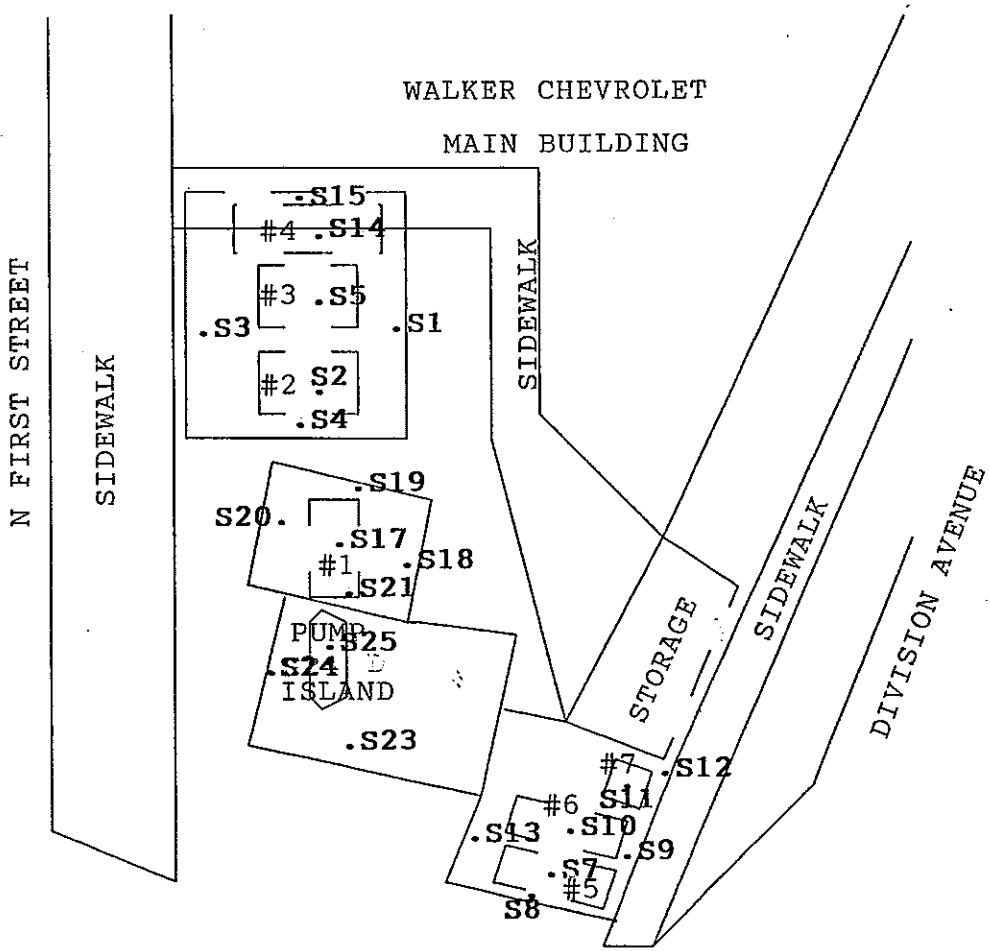 WALKER CHEVROLET
MAIN BUILDING
N FIRST STREET
SIDEWALK
SIDEWALK
.S15
#4 .S14
#3 .S5
.S3
.S1
#2 S2
.S4
.S19
S20.
.S17
#1
.S18
.S21
PUMP
.S25
.S24
ISLAND
.S23
STORAGE
SIDEWALK
DIVISION AVENUE
#7
.S12
S11
#6
.S10
.S13
.S9
.S7
#5
S8